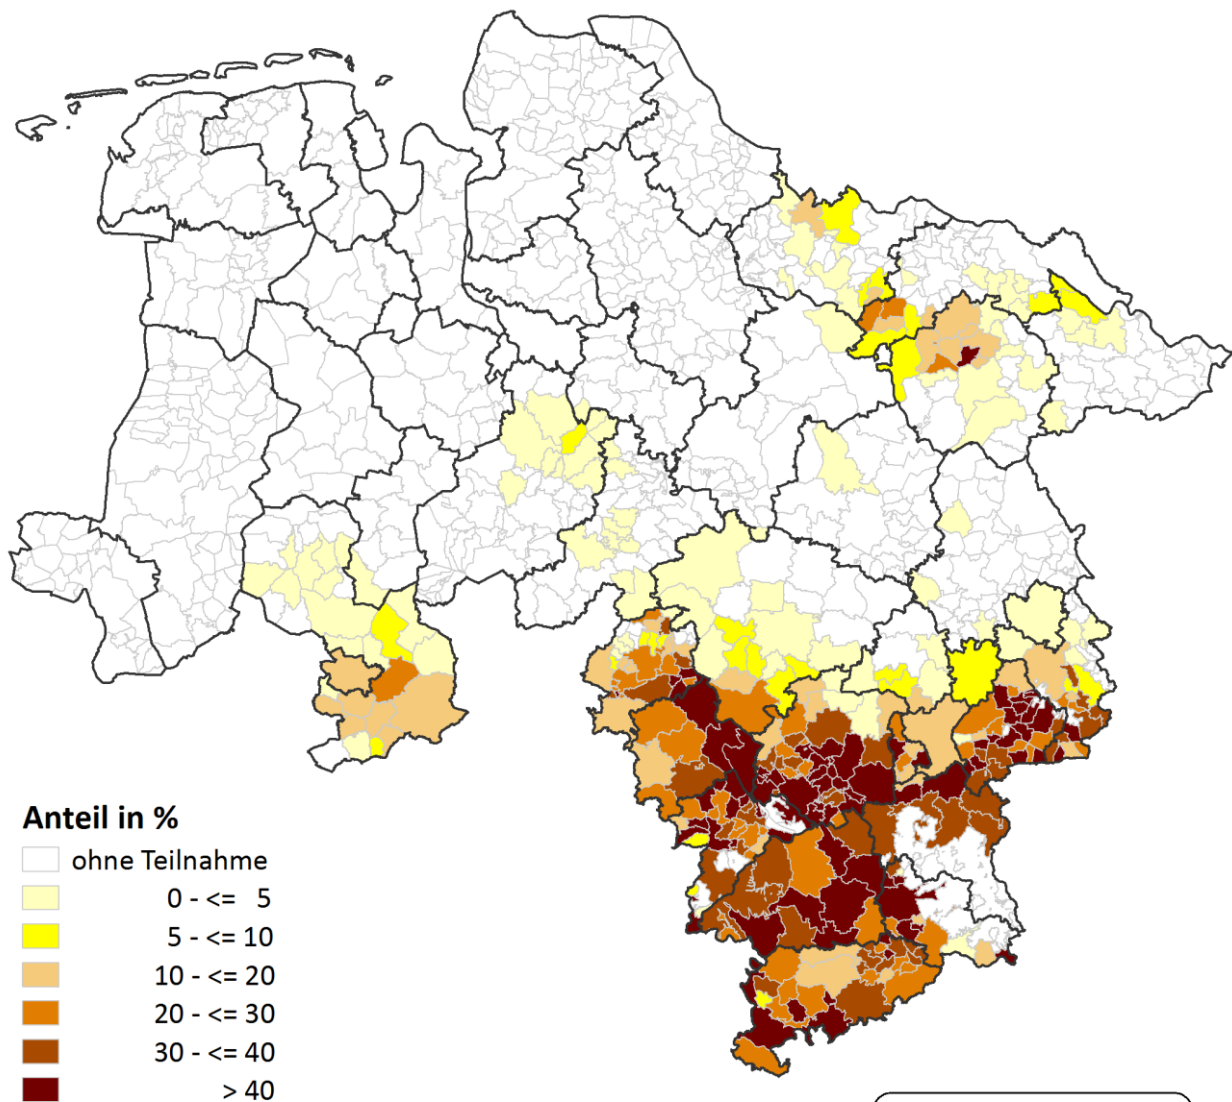 Anteil in %
ohne Teilnahme
0 - <= 5
5 - <= 10
10 - <= 20
20 - <= 30
30 - <= 40
> 40